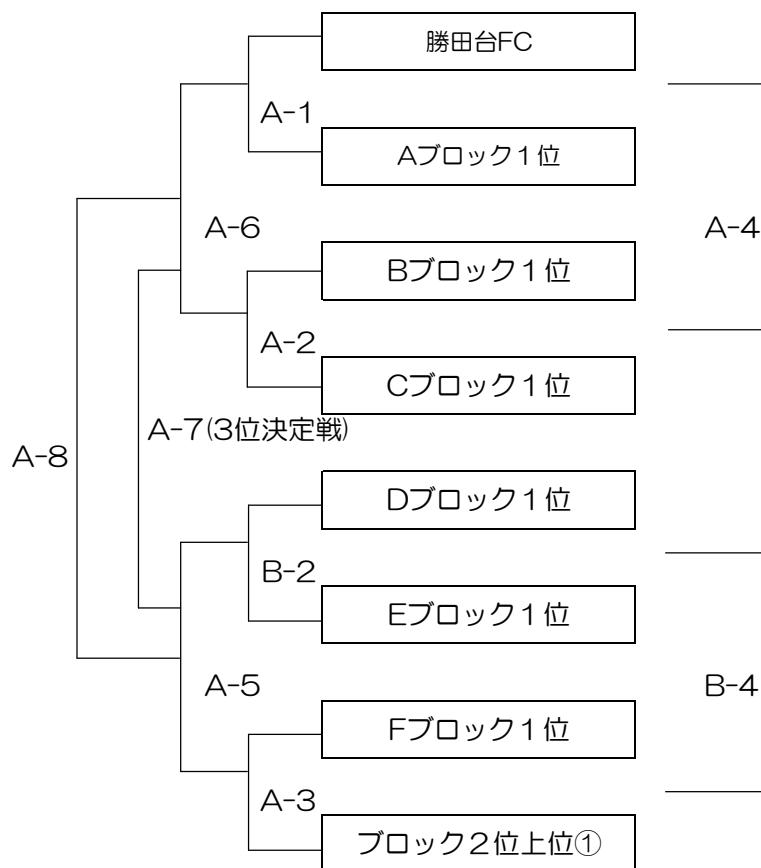 勝田台FC
A-1
Aブロック1位
A-6
A-4
Bブロック1位
A-2
Cブロック1位
A-7(3位決定戦)
A-8
Dブロック1位
B-2
Eブロック1位
A-5
B-4
Fブロック1位
A-3
ブロック2位上位①